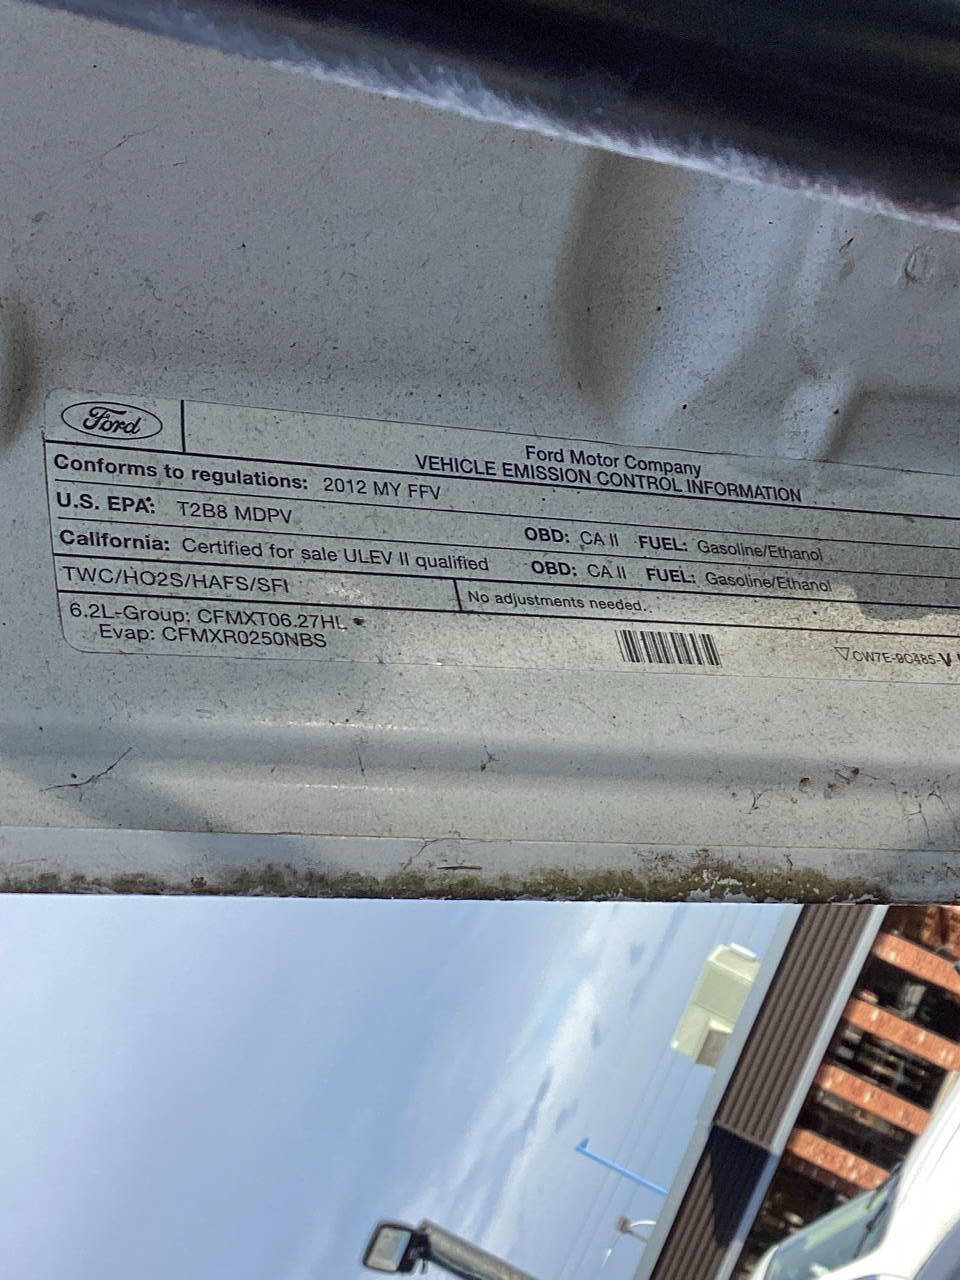 Ford
Ford Motor Company
VEHICLE EMISSION CONTROL INFORMATION
Conforms to regulations: 2012 MY FFV
U.S. EPA: T2B8 MDPV OBD: CA II FUEL: Gasoline/Ethanol
California: Certified for sale ULEV II qualified OBD: CA II FUEL: Gasoline/Ethanol
TWC/HO2S/HAFS/SFI No adjustments needed.
6.2L-Group: CFMXT06.27HL
Evap: CFMXR0250NBS
CW7E-9C485-V